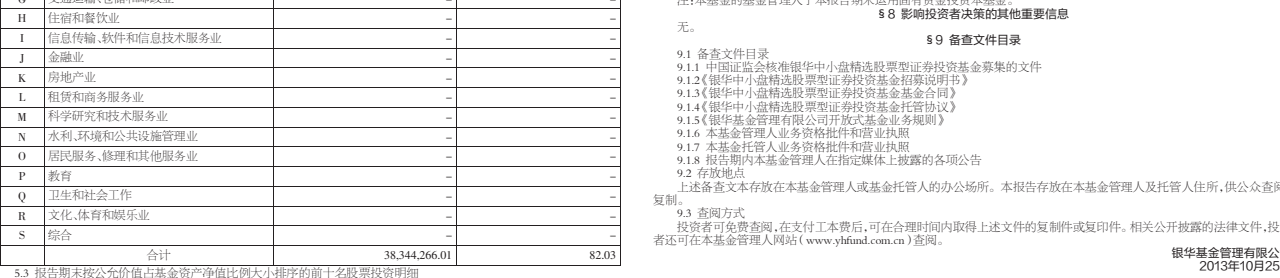 H 住宿和餐饮业 – –
I 信息传输、软件和信息技术服务业 – –
J 金融业 – –
K 房地产业 – –
L 租赁和商务服务业 – –
M 科学研究和技术服务业 – –
N 水利、环境和公共设施管理业 – –
O 居民服务、修理和其他服务业 – –
P 教育 – –
Q 卫生和社会工作 – –
R 文化、体育和娱乐业 – –
S 综合 – –
合计 38,344,266.01 82.03
5.3 报告期末按公允价值占基金资产净值比例大小排序的前十名股票投资明细
§8 影响投资者决策的其他重要信息
无。
§9 备查文件目录
9.1 备查文件目录
9.1.1 中国证监会核准银华中小盘精选股票型证券投资基金募集的文件
9.1.2《银华中小盘精选股票型证券投资基金招募说明书》
9.1.3《银华中小盘精选股票型证券投资基金基金合同》
9.1.4《银华中小盘精选股票型证券投资基金托管协议》
9.1.5《银华基金管理有限公司开放式基金业务规则》
9.1.6 本基金管理人业务资格批件和营业执照
9.1.7 本基金托管人业务资格批件和营业执照
9.1.8 报告期内本基金管理人在指定媒体上披露的各项公告
9.2 存放地点
上述备查文本存放在本基金管理人或基金托管人的办公场所。本报告存放在本基金管理人及托管人住所，供公众查阅
复制。
9.3 查阅方式
投资者可免费查阅，在支付工本费后，可在合理时间内取得上述文件的复制件或复印件。相关公开披露的法律文件，投
者还可在本基金管理人网站（www.yhfund.com.cn）查阅。
银华基金管理有限公
2013年10月25